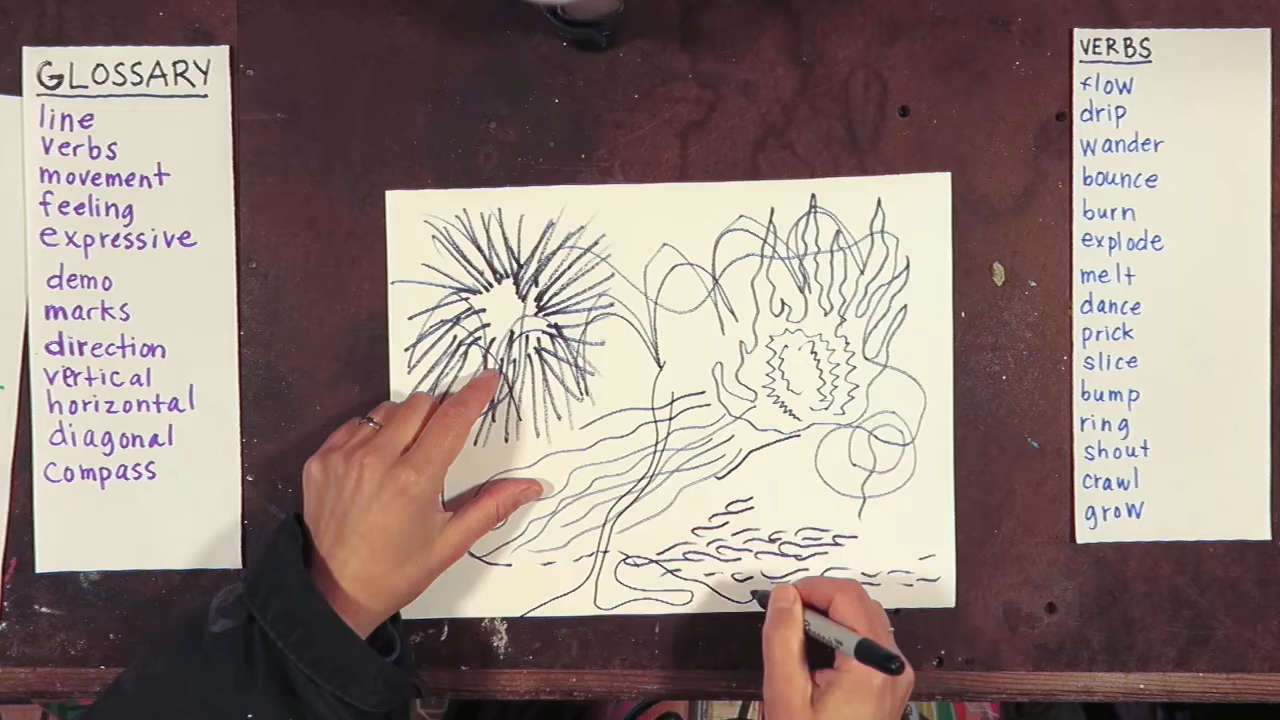 GLOSSARY
line
verbs
movement
feeling
expressive
demo
marks
direction
vertical
horizontal
diagonal
compass
VERBS
flow
drip
wander
bounce
burn
explode
melt
dance
prick
slice
bump
ring
shout
crawl
grow